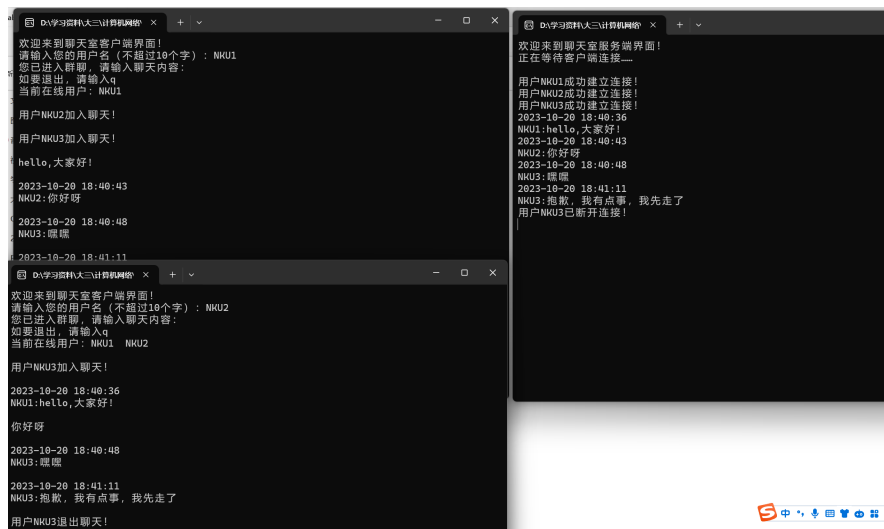 D:\学习资料\大三\计算机网络\
欢迎来到聊天室客户端界面!
请输入您的用户名(不超过10个字): NKU1
您已进入群聊, 请输入聊天内容:
如要退出, 请输入q
当前在线用户: NKU1
用户NKU2加入聊天!
用户NKU3加入聊天!
hello,大家好!
2023-10-20 18:40:43
NKU2:你好呀
2023-10-20 18:40:48
NKU3:嘿嘿
2023-10-20 18:41:11
D:\学习资料\大三\计算机网络\
欢迎来到聊天室客户端界面!
请输入您的用户名(不超过10个字): NKU2
您已进入群聊, 请输入聊天内容:
如要退出, 请输入q
当前在线用户: NKU1 NKU2
用户NKU3加入聊天!
2023-10-20 18:40:36
NKU1:hello,大家好!
你好呀
2023-10-20 18:40:48
NKU3:嘿嘿
2023-10-20 18:41:11
NKU3:抱歉, 我有点事, 我先走了
用户NKU3退出聊天!
D:\学习资料\大三\计算机网络\
欢迎来到聊天室服务端界面!
正在等待客户端连接……
用户NKU1成功建立连接!
用户NKU2成功建立连接!
用户NKU3成功建立连接!
2023-10-20 18:40:36
NKU1:hello,大家好!
2023-10-20 18:40:43
NKU2:你好呀
2023-10-20 18:40:48
NKU3:嘿嘿
2023-10-20 18:41:11
NKU3:抱歉, 我有点事, 我先走了
用户NKU3已断开连接!
中